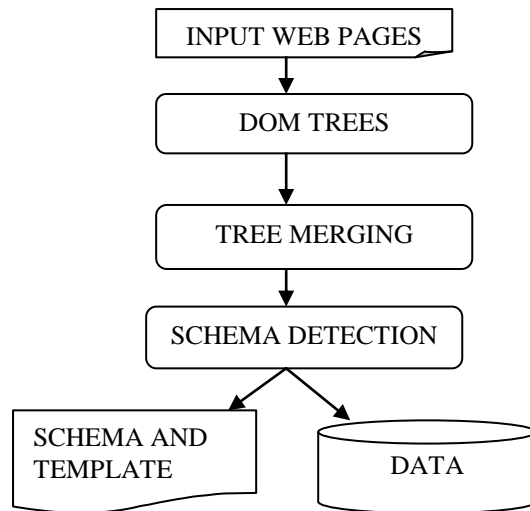 INPUT WEB PAGES
DOM TREES
TREE MERGING
SCHEMA DETECTION
SCHEMA AND
TEMPLATE
DATA